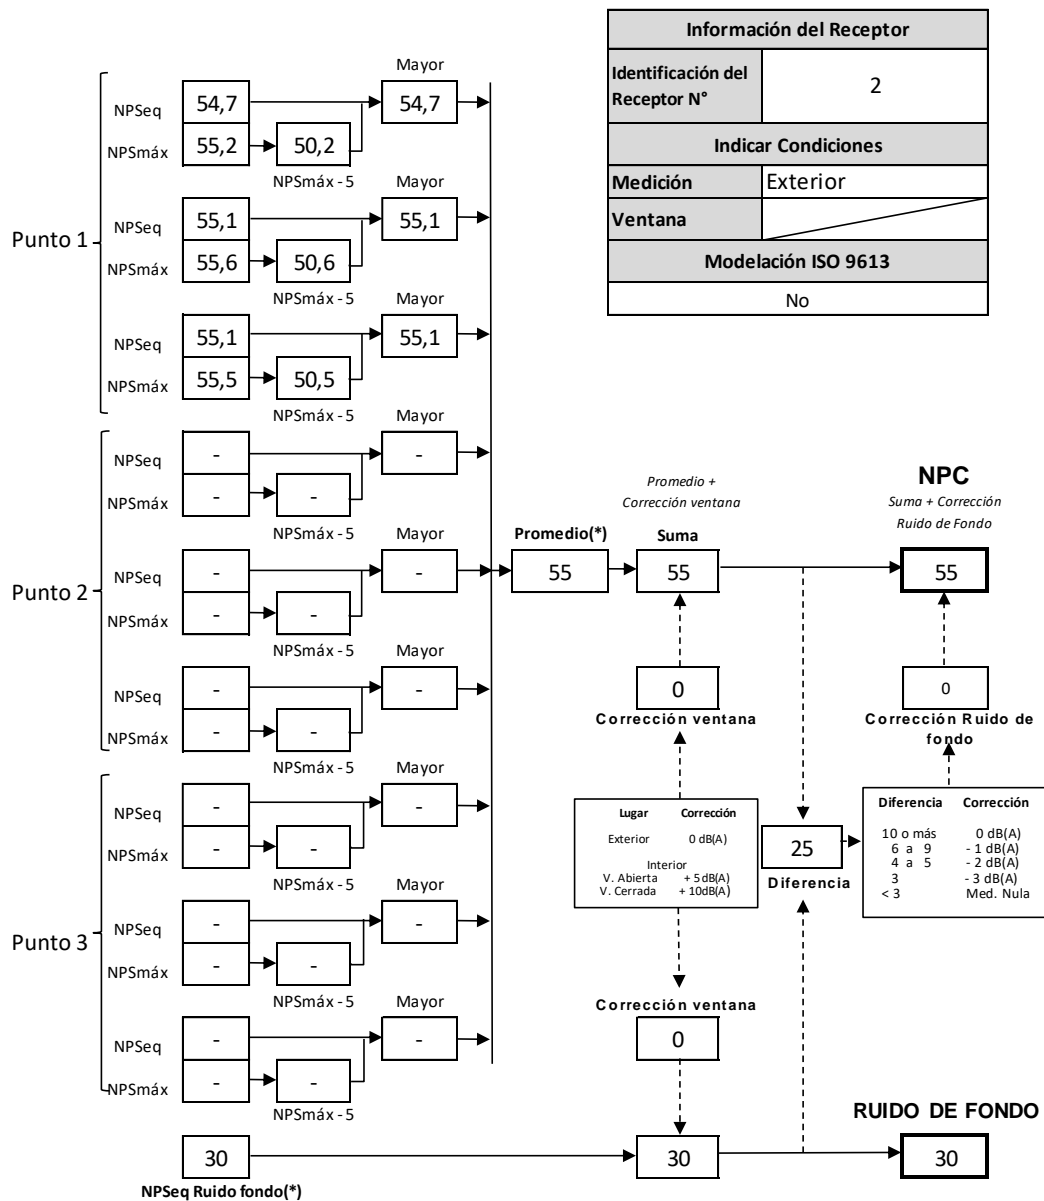 Información del Receptor
Identificación del
Receptor N°
2
Indicar Condiciones
Medición
Exterior
Ventana
Modelación ISO 9613
No
Punto 1
Mayor
NPSeq
54,7
54,7
NPSmáx
55,2
50,2
NPSmáx - 5
Mayor
NPSeq
55,1
55,1
NPSmáx
55,6
50,6
NPSmáx - 5
Mayor
NPSeq
55,1
55,1
NPSmáx
55,5
50,5
NPSmáx - 5
Punto 2
Mayor
NPSeq
-
-
NPSmáx
-
-
NPSmáx - 5
Mayor
NPSeq
-
-
NPSmáx
-
-
NPSmáx - 5
Mayor
NPSeq
-
-
NPSmáx
-
-
NPSmáx - 5
Punto 3
Mayor
NPSeq
-
-
NPSmáx
-
-
NPSmáx - 5
Mayor
NPSeq
-
-
NPSmáx
-
-
NPSmáx - 5
Mayor
NPSeq
-
-
NPSmáx
-
-
NPSmáx - 5
Promedio(*)
55
Promedio +
Corrección ventana
Suma
55
NPC
Suma + Corrección
Ruido de Fondo
55
0
Corrección ventana
0
Corrección Ruido de
fondo
Lugar Corrección
Exterior 0 dB(A)
Interior
V. Abierta + 5 dB(A)
V. Cerrada + 10dB(A)
25
Diferencia
Diferencia Corrección
10 o más 0 dB(A)
6 a 9 - 1 dB(A)
4 a 5 - 2 dB(A)
3 - 3 dB(A)
< 3 Med. Nula
Corrección ventana
0
RUIDO DE FONDO
30
30
30
NPSeq Ruido fondo(*)